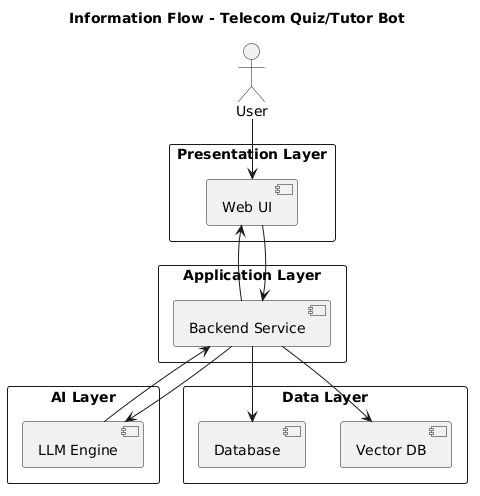 Information Flow - Telecom Quiz/Tutor Bot
User
Presentation Layer
Web UI
Application Layer
Backend Service
AI Layer
Data Layer
LLM Engine
Database
Vector DB